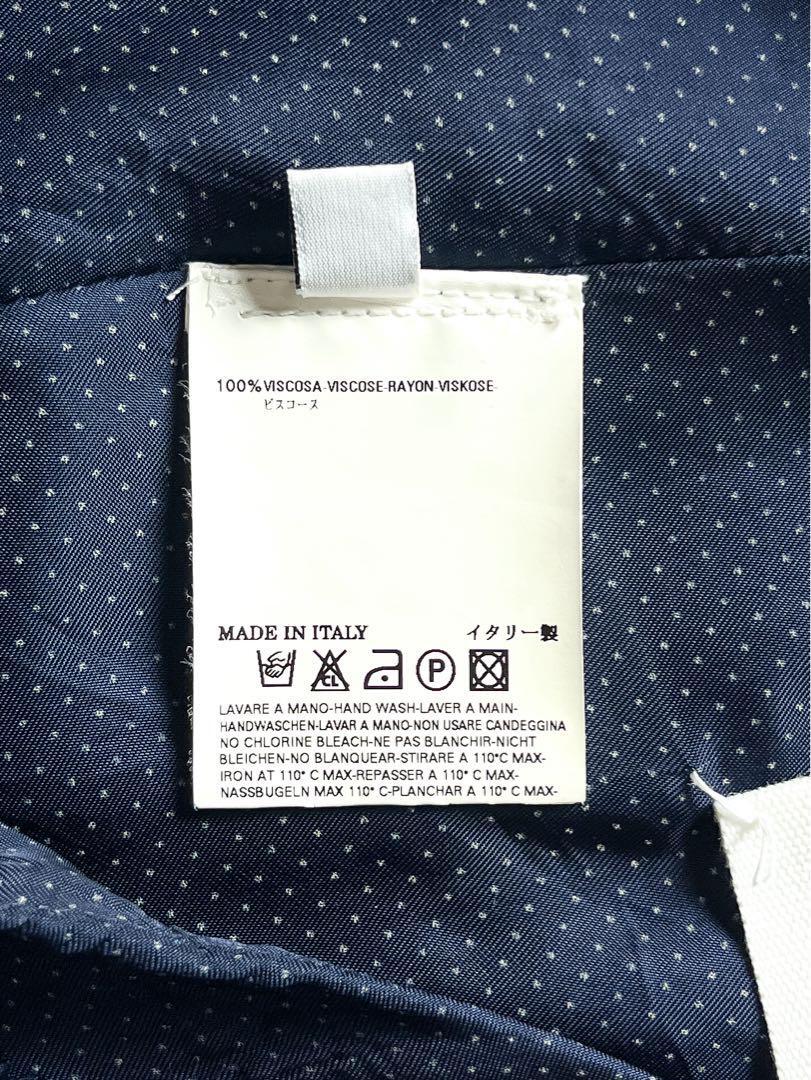 100% VISCOSA-VISCOSE-RAYON-VISKOSE-
ビスコース
MADE IN ITALY イタリー製
CL P
LAVARE A MANO-HAND WASH-LAVER A MAIN-
HANDWASCHEN-LAVAR A MANO-NON USARE CANDEGGINA
NO CHLORINE BLEACH-NE PAS BLANCHIR-NICHT
BLEICHEN-NO BLANQUEAR-STIRARE A 110°C MAX-
IRON AT 110° C MAX-REPASSER A 110° C MAX-
NASSBUGELN MAX 110° C-PLANCHAR A 110° C MAX-